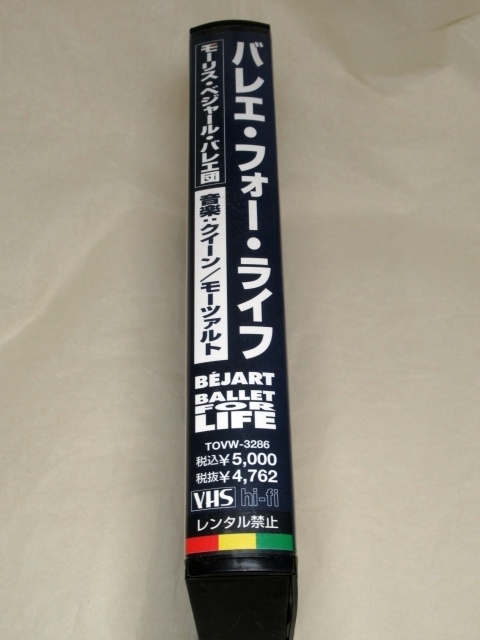 バレエ・フォー・ライフ
モーリス・ベジャール・バレエ団
音楽:クイーン/モーツァルト
BÉJART
BALLET
FOR
LIFE
TOVW-3286
税込¥5,000
税抜¥4,762
VHS hi-fi
レンタル禁止